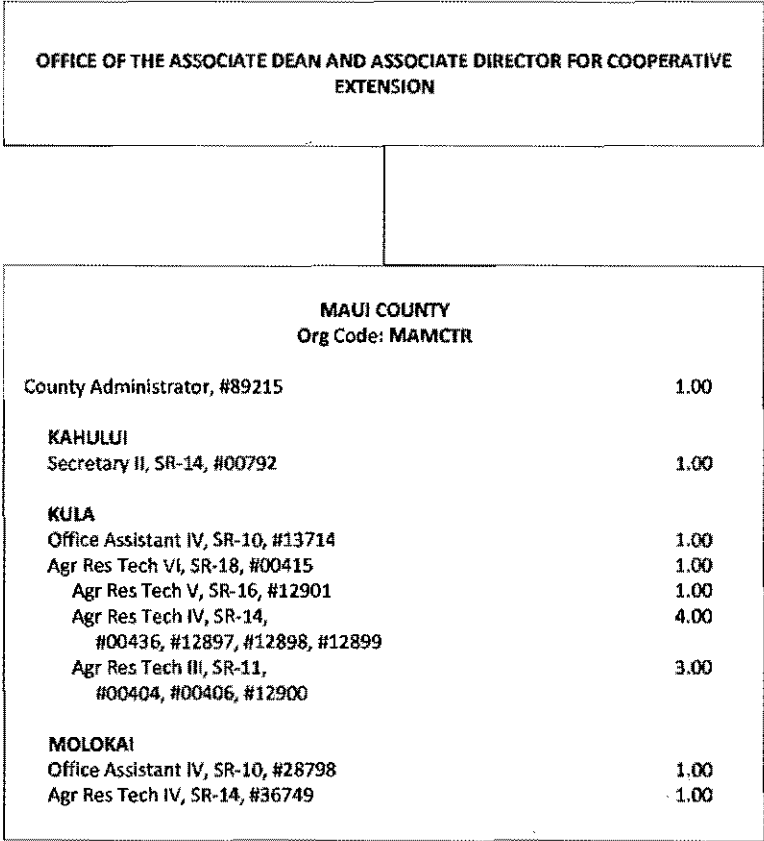 OFFICE OF THE ASSOCIATE DEAN AND ASSOCIATE DIRECTOR FOR COOPERATIVE
EXTENSION
MAUI COUNTY
Org Code: MAMCTR
County Administrator, #89215 1.00
KAHULUI
Secretary II, SR-14, #00792 1.00
KULA
Office Assistant IV, SR-10, #13714 1.00
Agr Res Tech VI, SR-18, #00415 1.00
Agr Res Tech V, SR-16, #12901 1.00
Agr Res Tech IV, SR-14, 4.00
#00436, #12897, #12898, #12899
Agr Res Tech III, SR-11, 3.00
#00404, #00406, #12900
MOLOKAI
Office Assistant IV, SR-10, #28798 1.00
Agr Res Tech IV, SR-14, #36749 1.00